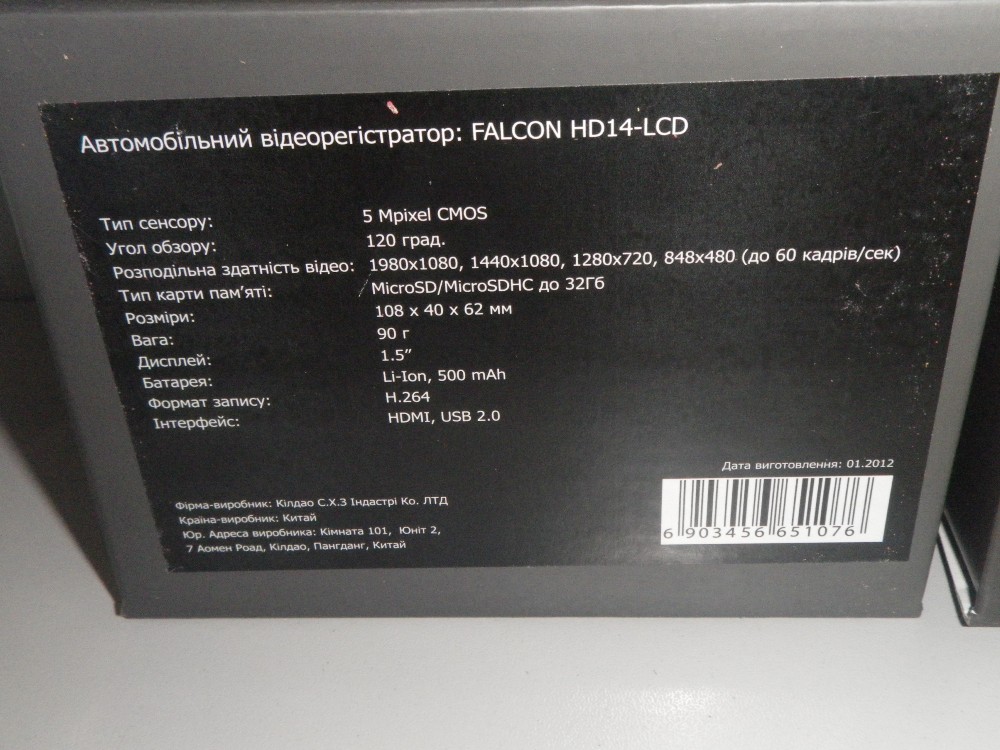 Автомобільний відеорегістратор: FALCON HD14-LCD
Тип сенсору: 5 Mpixel CMOS
Угол обзору: 120 град.
Розподільна здатність відео: 1980x1080, 1440x1080, 1280x720, 848x480 (до 60 кадрів/сек)
Тип карти пам'яті: MicroSD/MicroSDHC до 32Гб
Розміри: 108 x 40 x 62 мм
Вага: 90 г
Дисплей: 1.5"
Батарея: Li-Ion, 500 mAh
Формат запису: H.264
Інтерфейс: HDMI, USB 2.0
Дата виготовлення: 01.2012
6 903456 651076
Фірма-виробник: Кілдао С.Х.З Індастрі Ко. ЛТД
Країна-виробник: Китай
Юр. Адреса виробника: Кімната 101, Юніт 2,
7 Аомен Роад, Кілдао, Пангданг, Китай